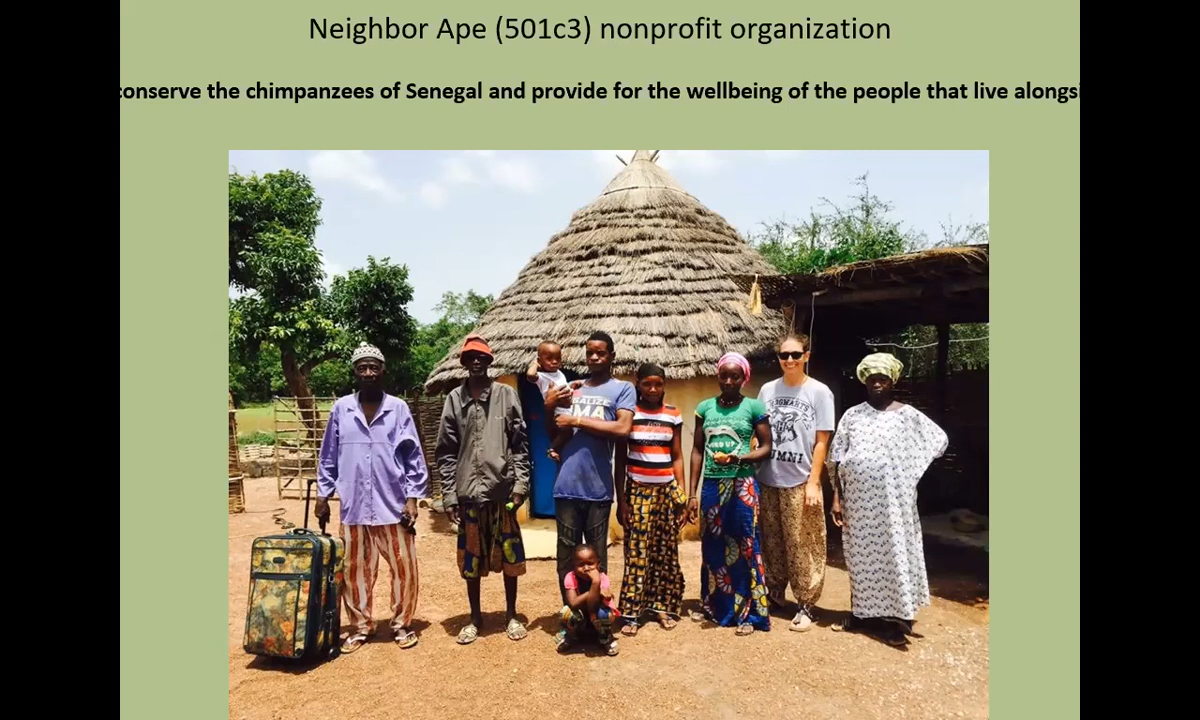 Neighbor Ape (501c3) nonprofit organization
conserve the chimpanzees of Senegal and provide for the wellbeing of the people that live alongsi
HOGWARTS